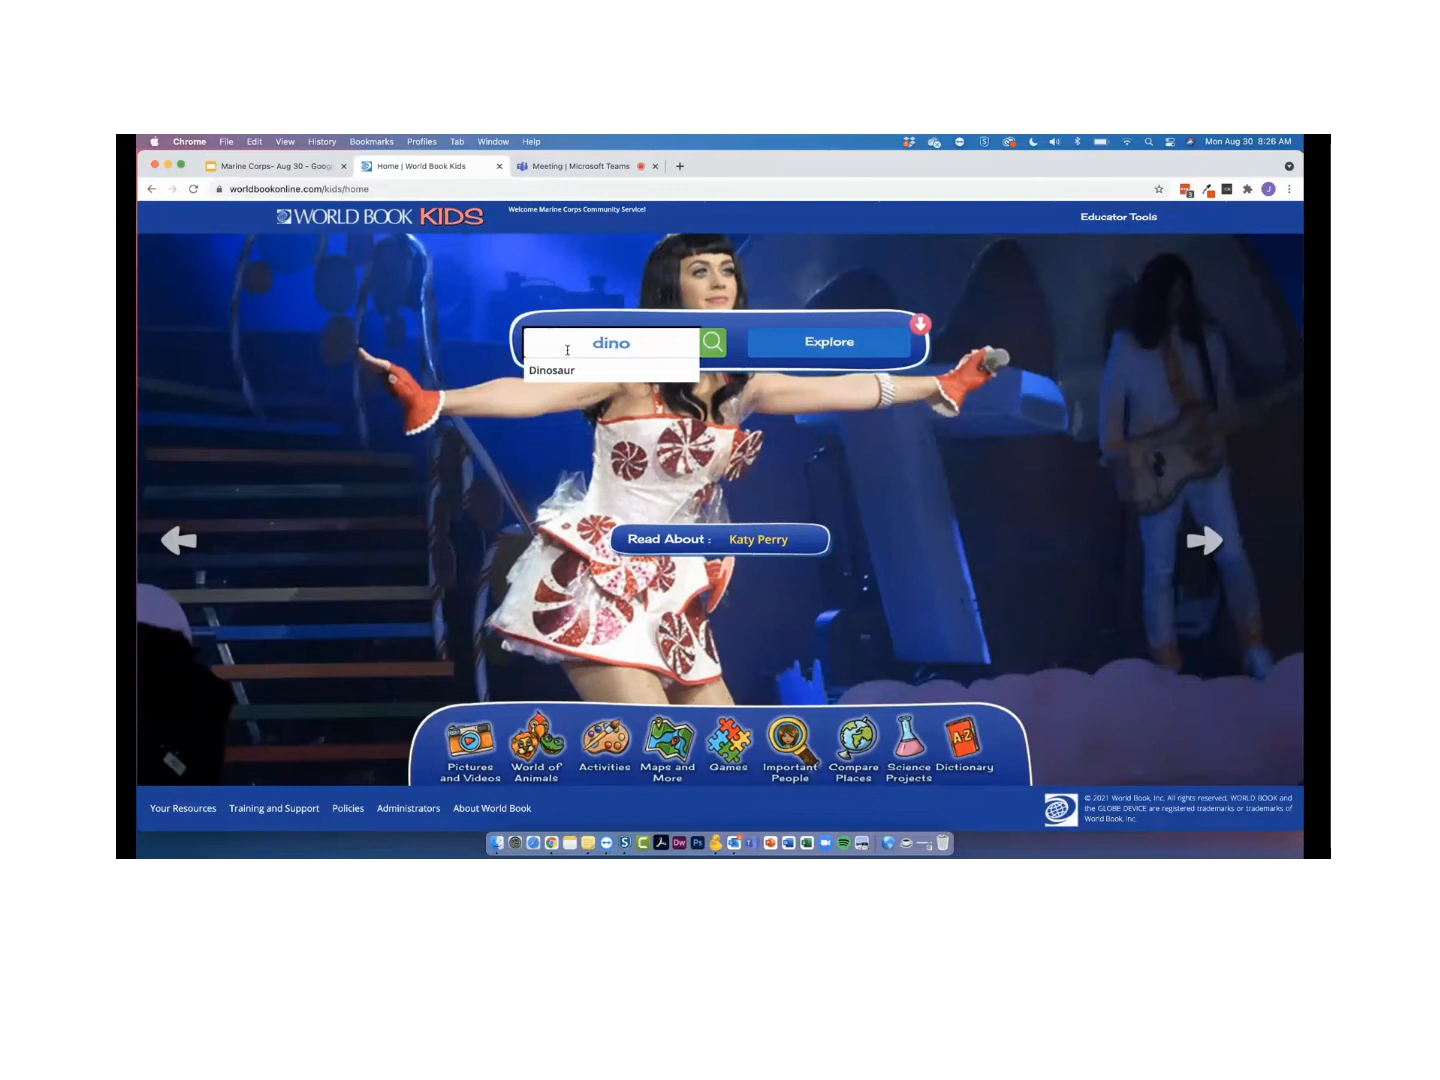 Chrome File Edit View History Bookmarks Profiles Tab Window Help Mon Aug 30 8:26 AM
Marine Corps- Aug 30 - Goog Home | World Book Kids Meeting | Microsoft Teams
worldbookonline.com/kids/home
WORLD BOOK KIDS Welcome Marine Corps Community Service! Educator Tools
dino Explore
Dinosaur
Read About : Katy Perry
Pictures and Videos
World of Animals
Activities
Maps and More
Games
Important People
Compare Places
Science Projects
A-Z
Dictionary
Your Resources Training and Support Policies Administrators About World Book
© 2021 World Book, Inc. All rights reserved. WORLD BOOK and
the GLOBE DEVICE are registered trademarks or trademarks of
World Book, Inc.
Dw Ps